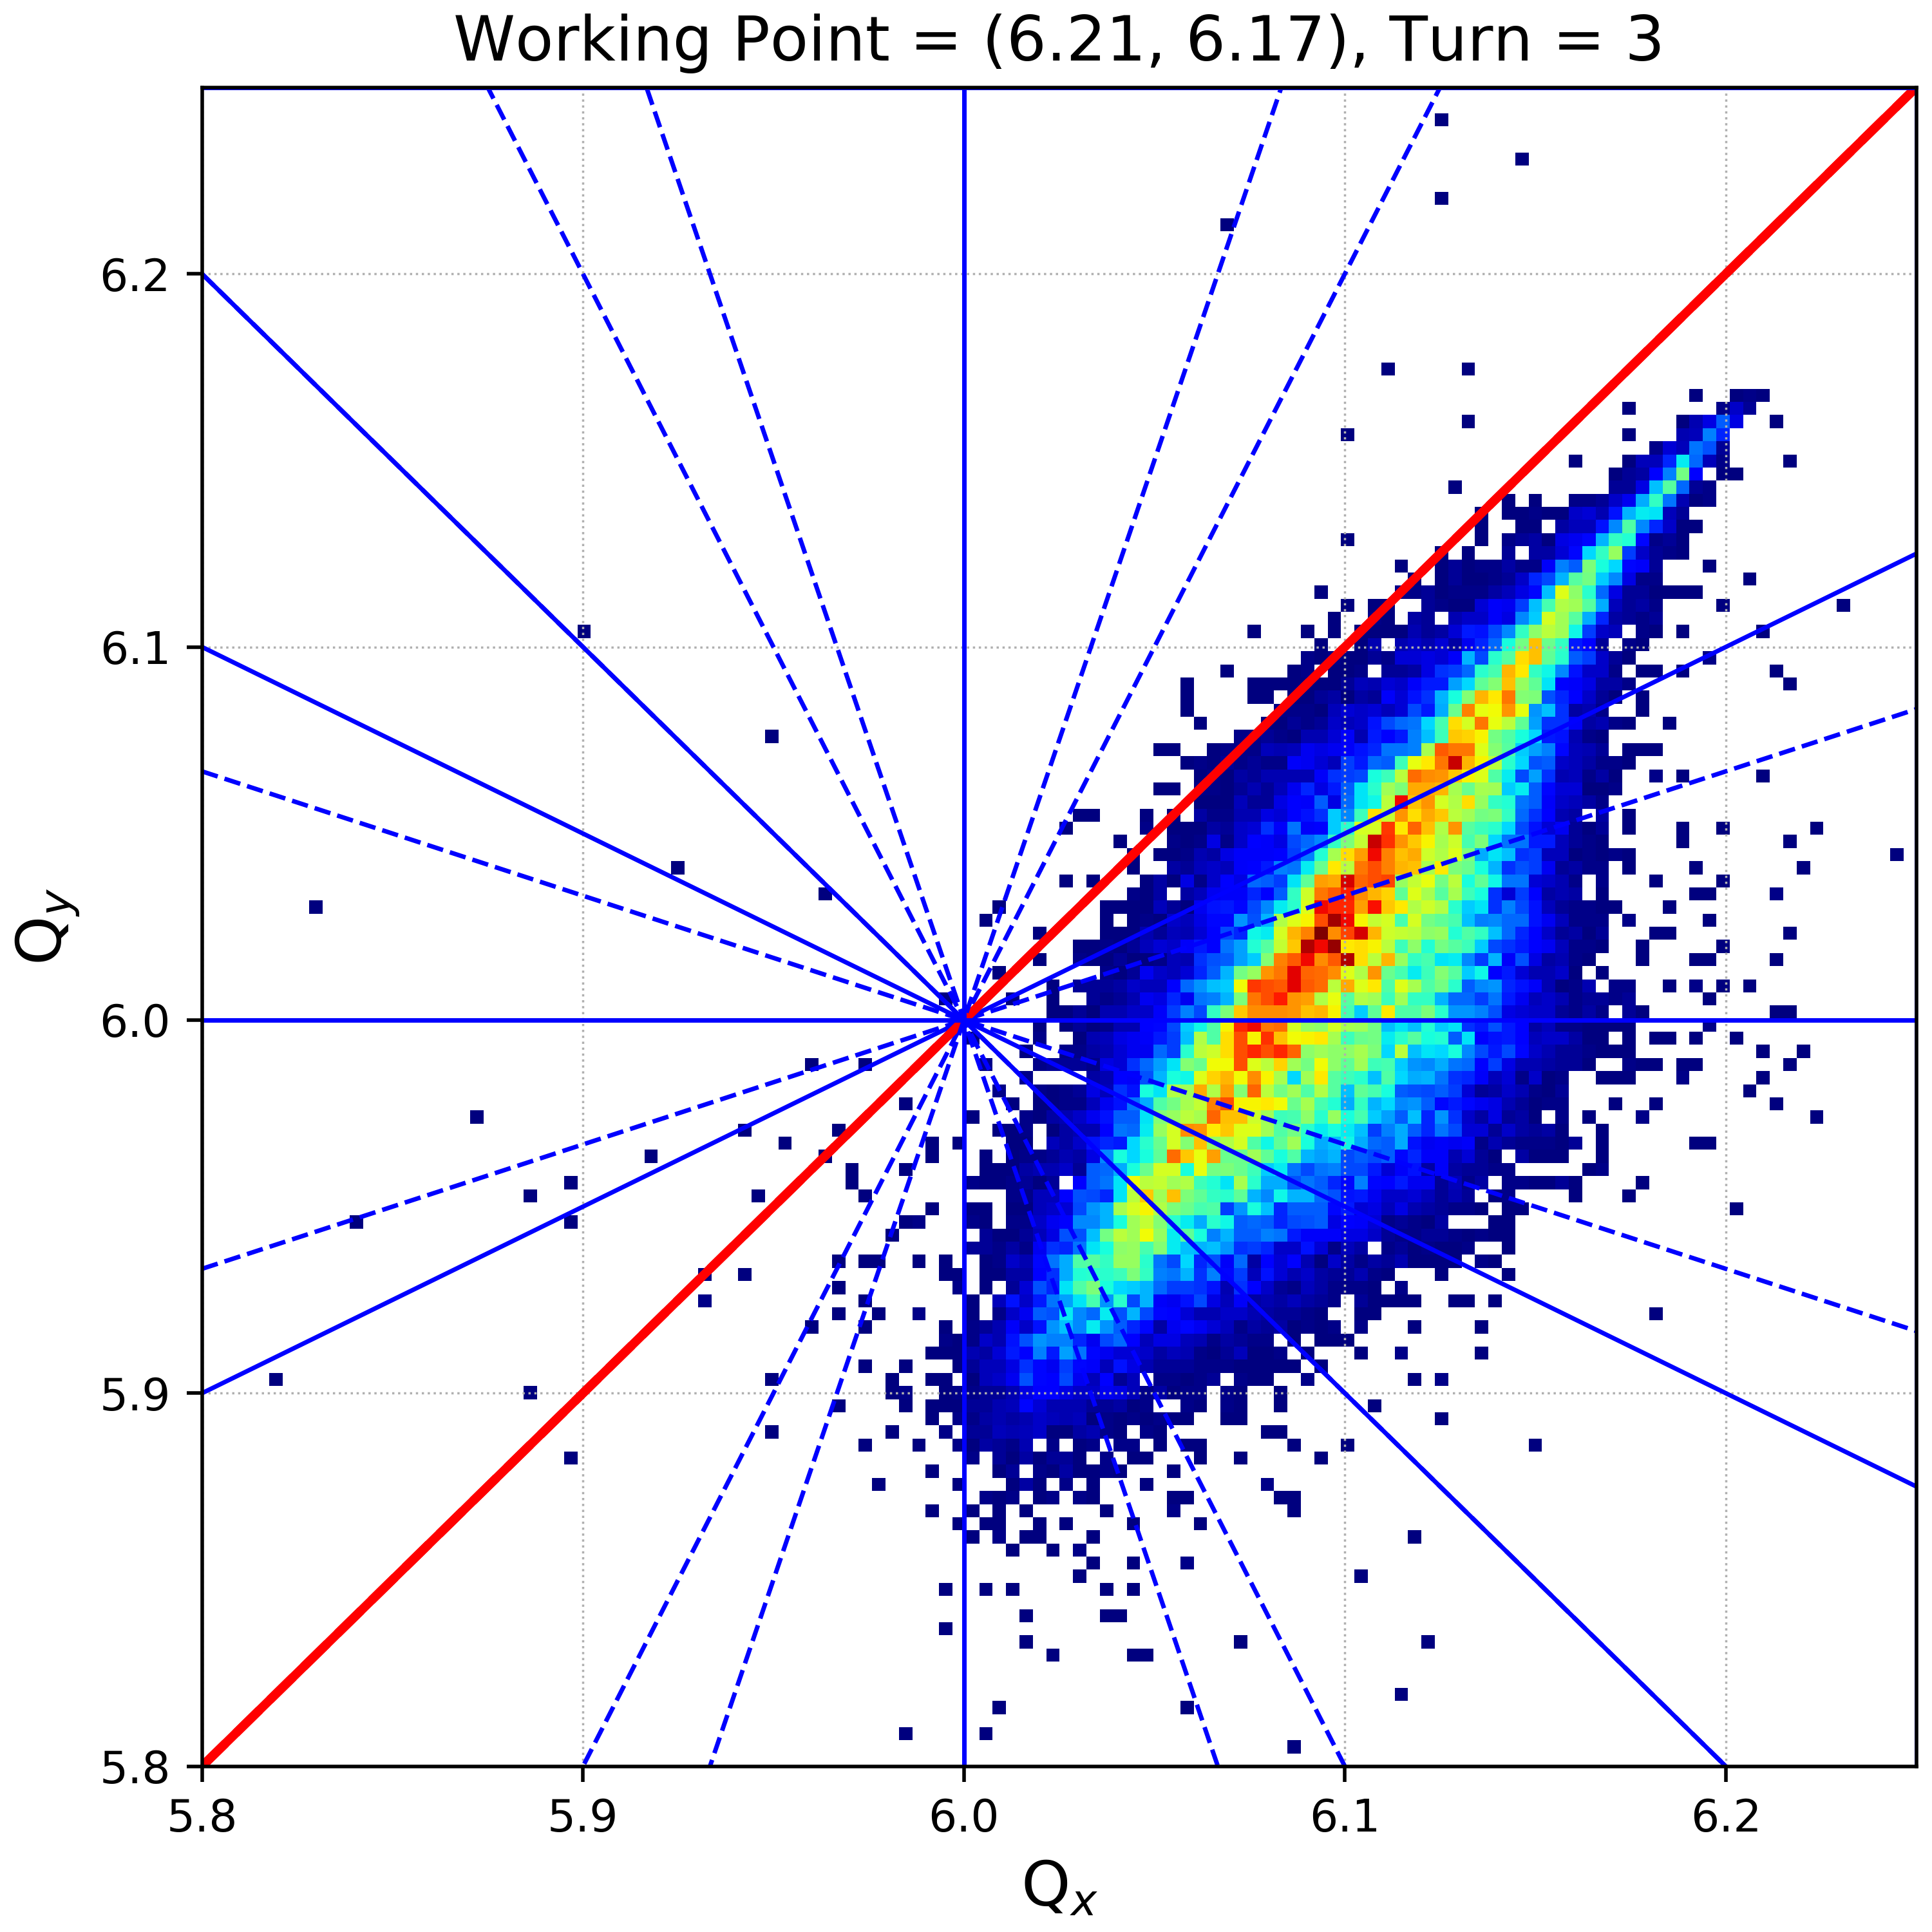 Working Point = (6.21, 6.17), Turn = 3
6.2
6.1
6.0
5.9
5.8
Qy
5.8 5.9 6.0 6.1 6.2
Qx